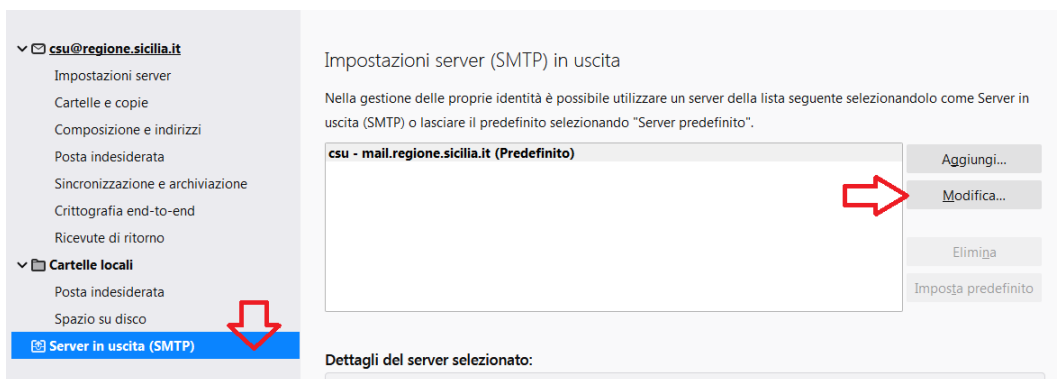 csu@regione.sicilia.it
Impostazioni server
Cartelle e copie
Composizione e indirizzi
Posta indesiderata
Sincronizzazione e archiviazione
Crittografia end-to-end
Ricevute di ritorno
Cartelle locali
Posta indesiderata
Spazio su disco
Server in uscita (SMTP)
Impostazioni server (SMTP) in uscita
Nella gestione delle proprie identità è possibile utilizzare un server della lista seguente selezionandolo come Server in
uscita (SMTP) o lasciare il predefinito selezionando "Server predefinito".
csu - mail.regione.sicilia.it (Predefinito)
Aggiungi...
Modifica...
Elimina
Imposta predefinito
Dettagli del server selezionato: